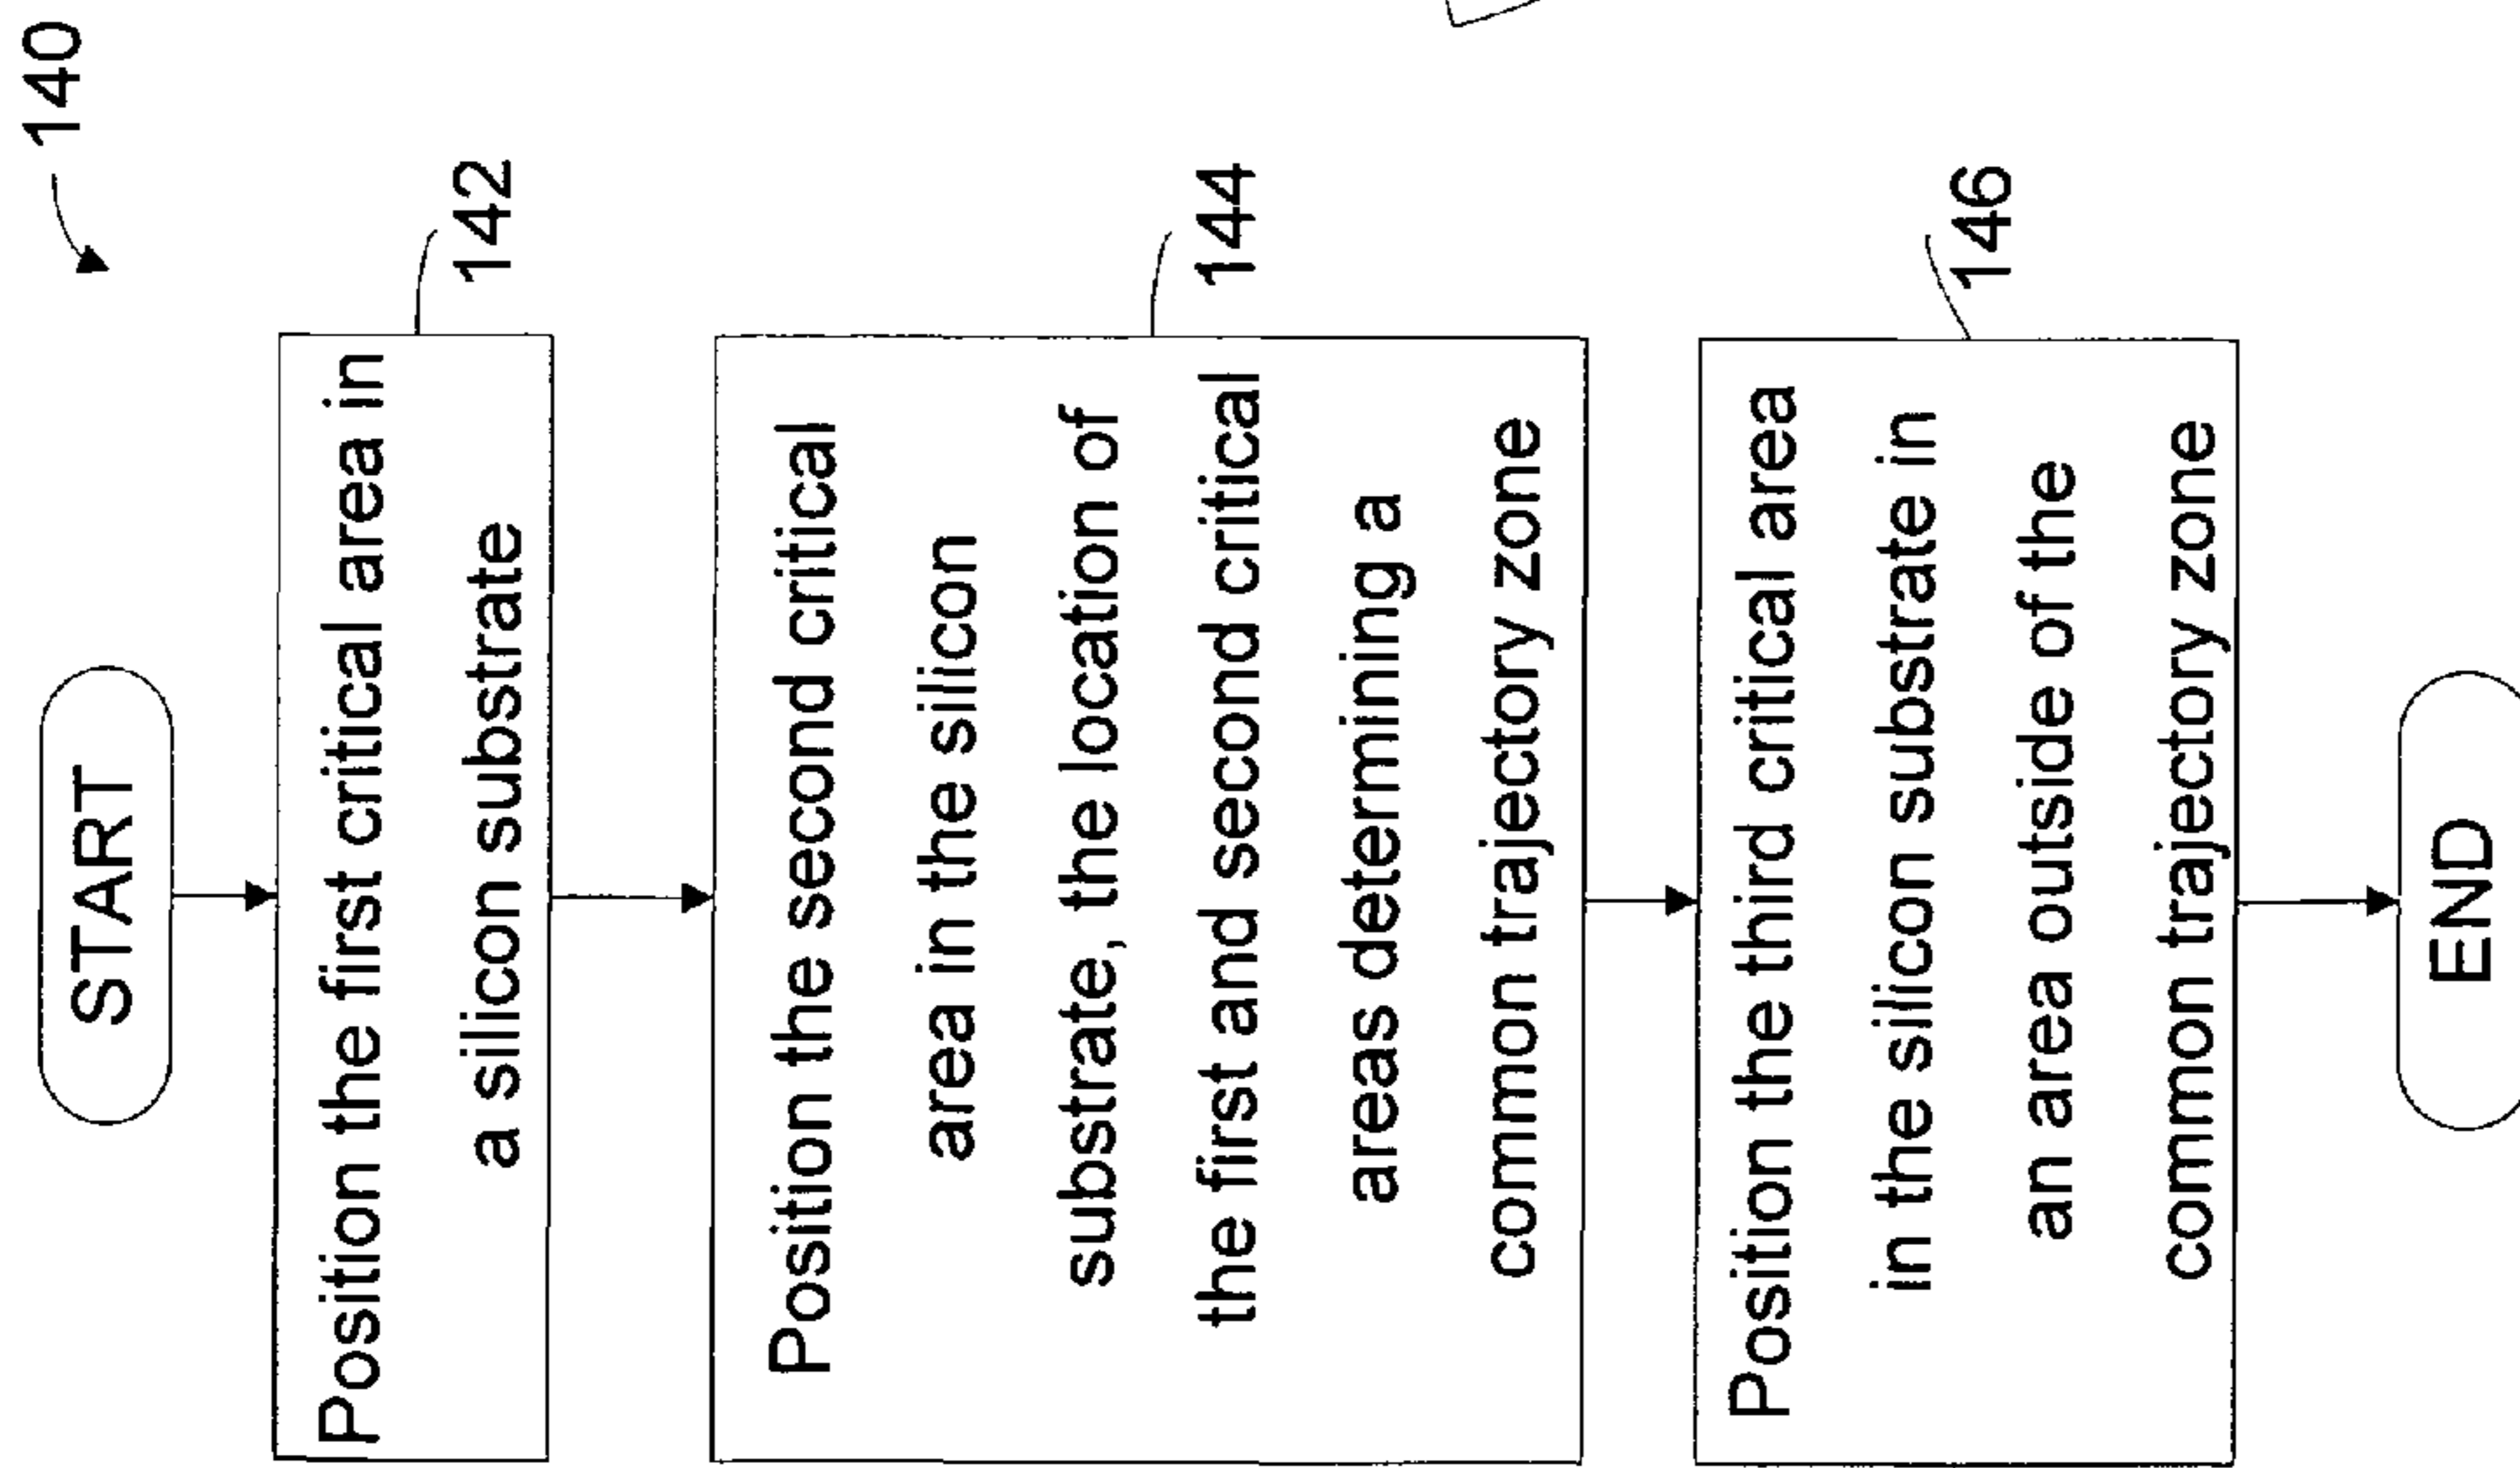 140
START
Position the first critical area in
a silicon substrate
142
Position the second critical
area in the silicon
substrate, the location of
the first and second critical
areas determining a
common trajectory zone
144
Position the third critical area
in the silicon substrate in
an area outside of the
common trajectory zone
146
END